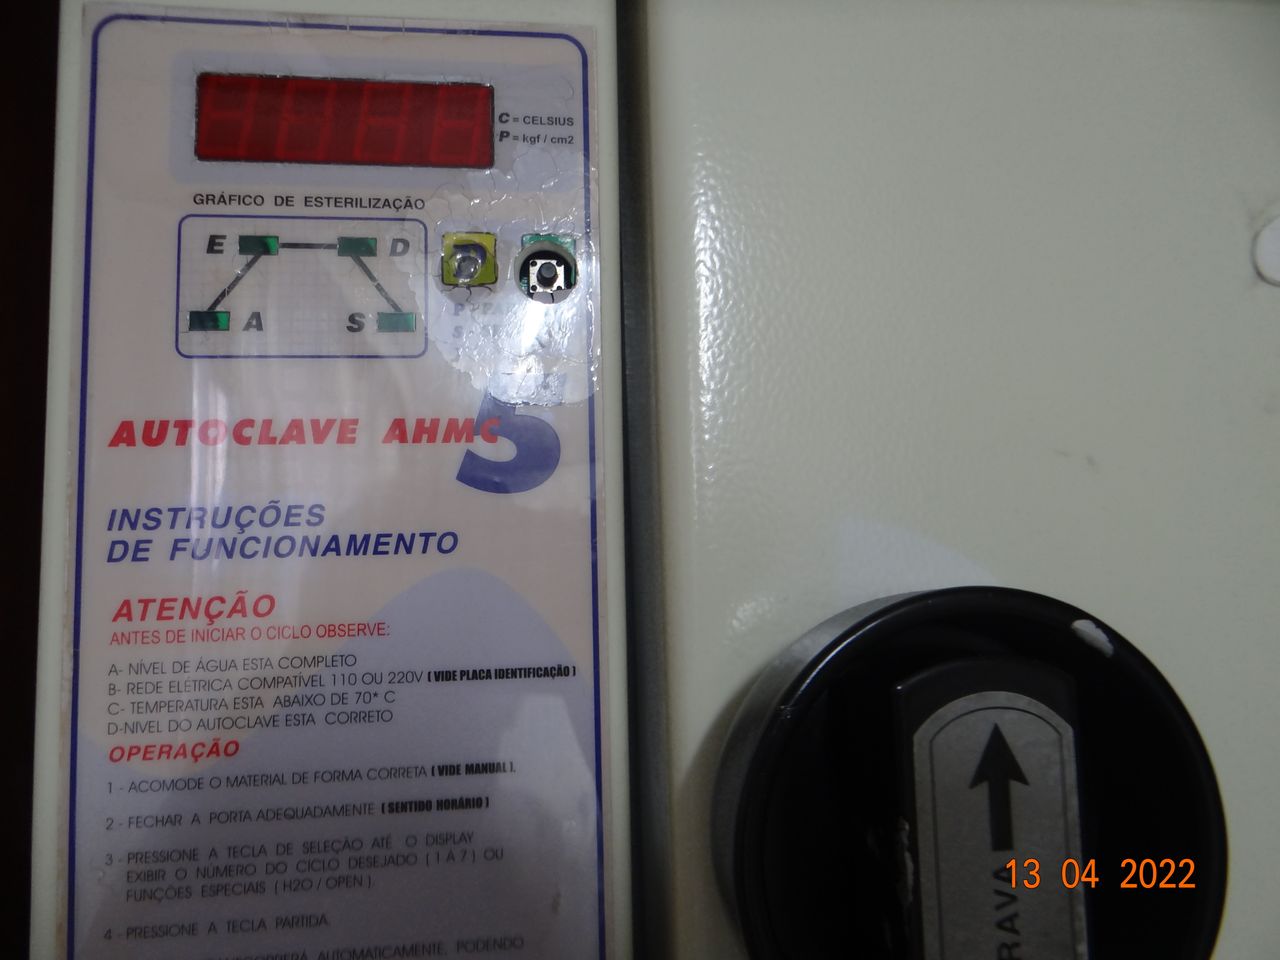 C = CELSIUS
P = kgf / cm2
GRÁFICO DE ESTERILIZAÇÃO
E D
A S
P
P
S
5
AUTOCLAVE AHMC
INSTRUÇÕES
DE FUNCIONAMENTO
ATENÇÃO
ANTES DE INICIAR O CICLO OBSERVE:
A- NÍVEL DE ÁGUA ESTA COMPLETO
B- REDE ELÉTRICA COMPATÍVEL 110 OU 220V ( VIDE PLACA IDENTIFICAÇÃO )
C- TEMPERATURA ESTA ABAIXO DE 70* C
D-NIVEL DO AUTOCLAVE ESTA CORRETO
OPERAÇÃO
1 - ACOMODE O MATERIAL DE FORMA CORRETA ( VIDE MANUAL ).
2 - FECHAR A PORTA ADEQUADAMENTE ( SENTIDO HORÁRIO )
3 - PRESSIONE A TECLA DE SELEÇÃO ATÉ O DISPLAY
EXIBIR O NÚMERO DO CICLO DESEJADO ( 1 À 7 ) OU
FUNÇÕES ESPECIAIS ( H2O / OPEN ).
4 - PRESSIONE A TECLA PARTIDA
AUTOMATICAMENTE, PODENDO
RAVA
13 04 2022